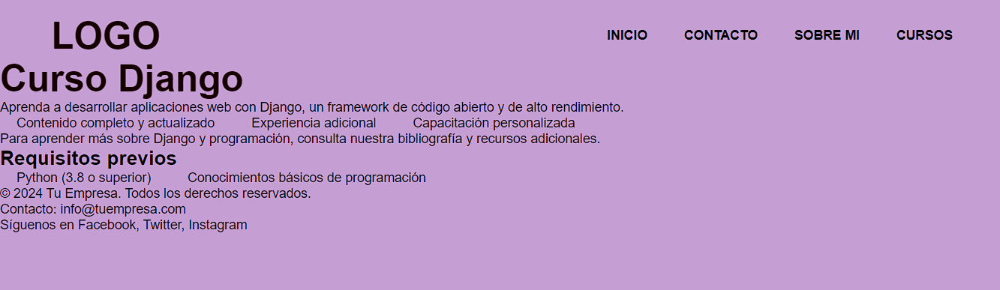 LOGO INICIO CONTACTO SOBRE MI CURSOS
Curso Django
Aprenda a desarrollar aplicaciones web con Django, un framework de código abierto y de alto rendimiento.
Contenido completo y actualizado Experiencia adicional Capacitación personalizada
Para aprender más sobre Django y programación, consulta nuestra bibliografía y recursos adicionales.
Requisitos previos
Python (3.8 o superior) Conocimientos básicos de programación
© 2024 Tu Empresa. Todos los derechos reservados.
Contacto: info@tuempresa.com
Síguenos en Facebook, Twitter, Instagram